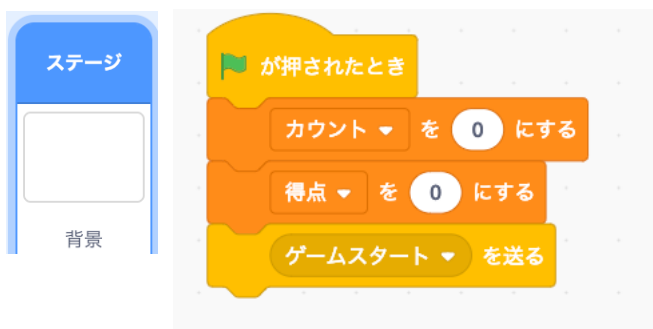 ステージ
背景
が押されたとき
カウント を 0 にする
得点 を 0 にする
ゲームスタート を送る